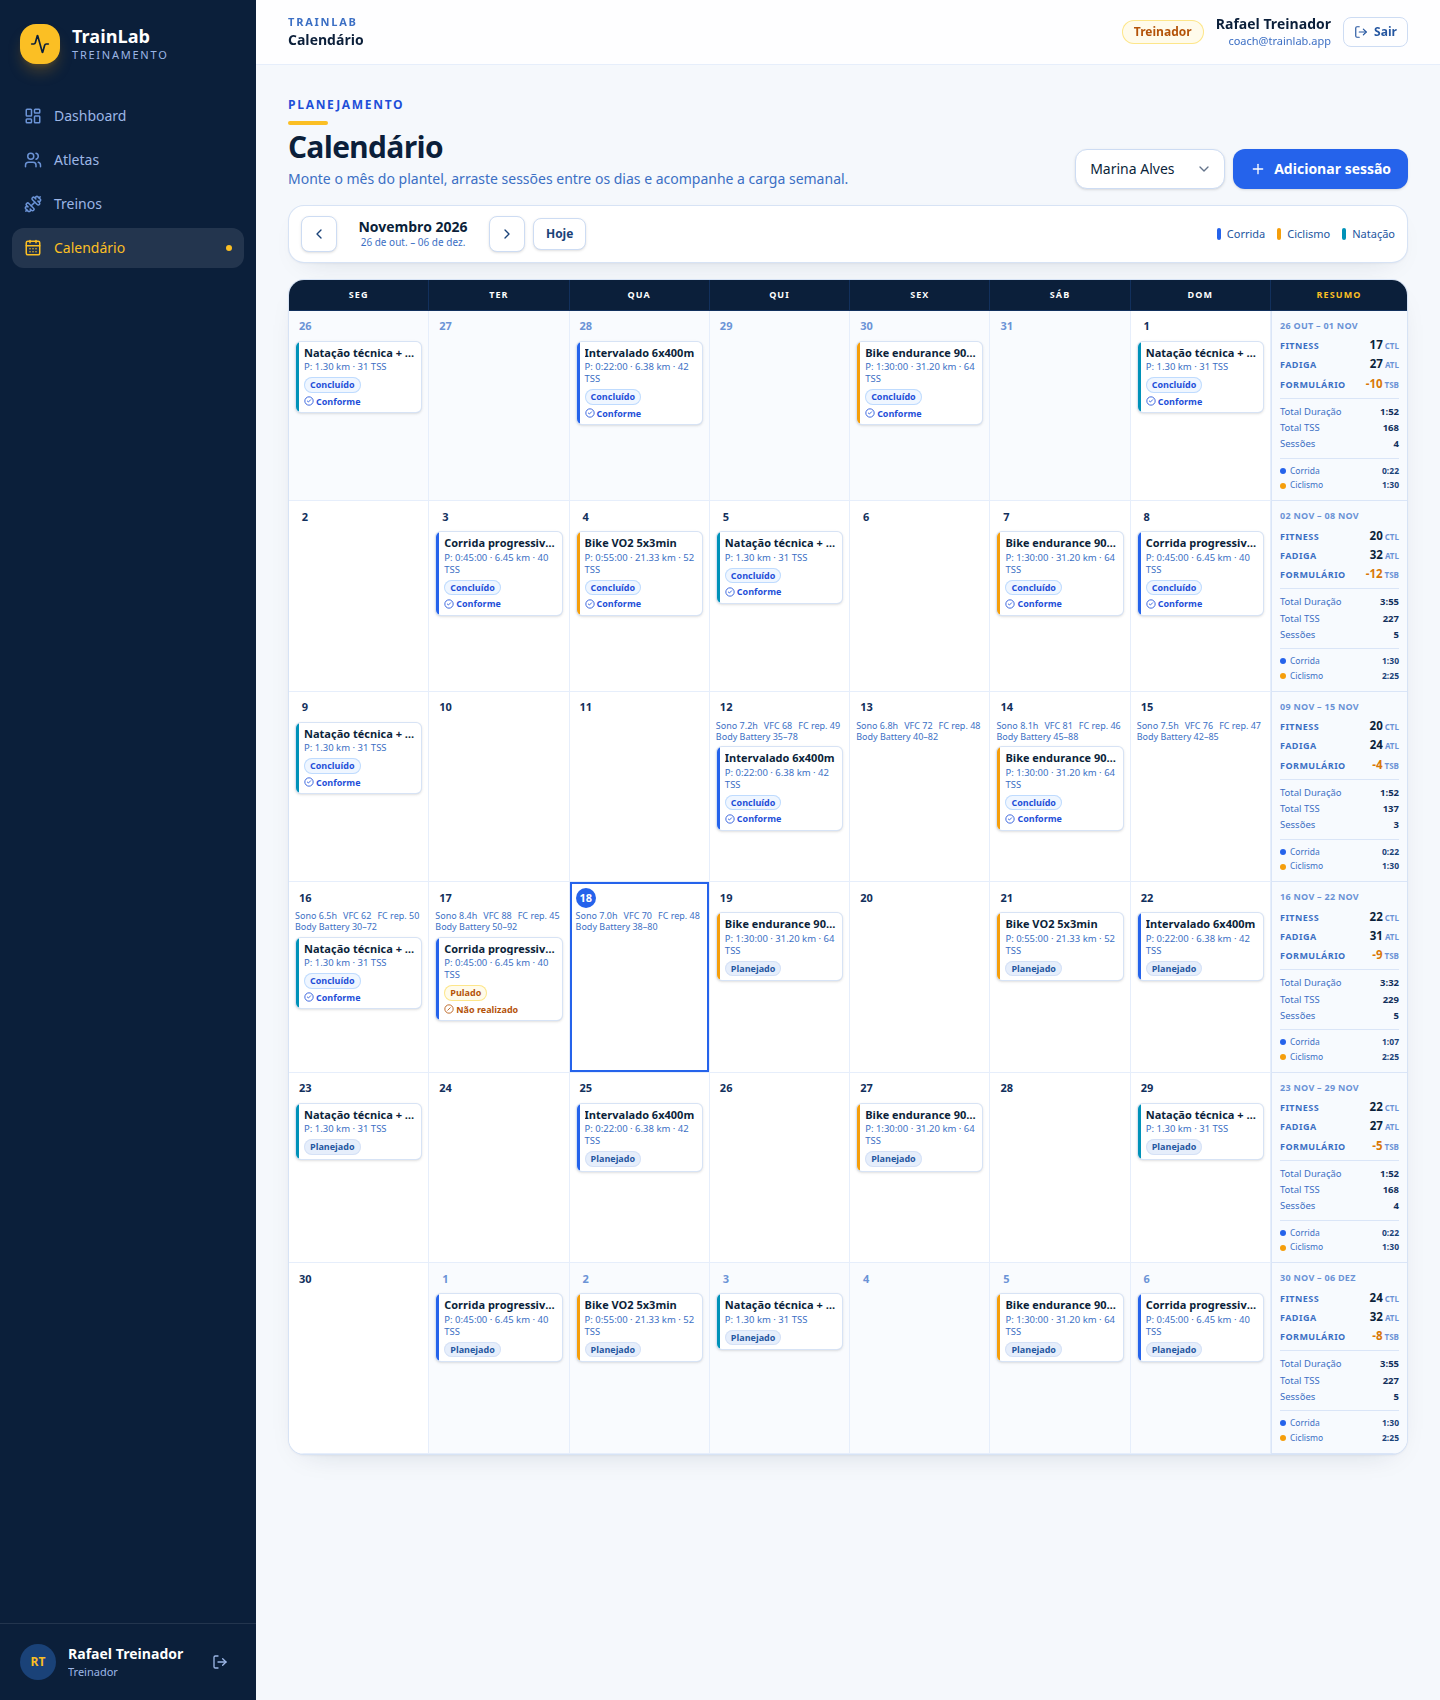 TrainLab
TREINAMENTO
Dashboard
Atletas
Treinos
Calendário
Rafael Treinador
Treinador
RT
TRAINLAB
Calendário
Treinador
Rafael Treinador
coach@trainlab.app
Sair
PLANEJAMENTO
Calendário
Monte o mês do plantel, arraste sessões entre os dias e acompanhe a carga semanal.
Marina Alves
Adicionar sessão
Novembro 2026
26 de out. – 06 de dez.
Hoje
Corrida
Ciclismo
Natação
SEG
TER
QUA
QUI
SEX
SÁB
DOM
RESUMO
26
Natação técnica + ...
P: 1.30 km · 31 TSS
Concluído
Conforme
27
28
Intervalado 6x400m
P: 0:22:00 · 6.38 km · 42
TSS
Concluído
Conforme
29
30
Bike endurance 90...
P: 1:30:00 · 31.20 km · 64
TSS
Concluído
Conforme
31
1
Natação técnica + ...
P: 1.30 km · 31 TSS
Concluído
Conforme
26 OUT – 01 NOV
FITNESS 17 CTL
FADIGA 27 ATL
FORMULÁRIO -10 TSB
Total Duração 1:52
Total TSS 168
Sessões 4
Corrida 0:22
Ciclismo 1:30
2
3
Corrida progressiv...
P: 0:45:00 · 6.45 km · 40
TSS
Concluído
Conforme
4
Bike VO2 5x3min
P: 0:55:00 · 21.33 km · 52
TSS
Concluído
Conforme
5
Natação técnica + ...
P: 1.30 km · 31 TSS
Concluído
Conforme
6
7
Bike endurance 90...
P: 1:30:00 · 31.20 km · 64
TSS
Concluído
Conforme
8
Corrida progressiv...
P: 0:45:00 · 6.45 km · 40
TSS
Concluído
Conforme
02 NOV – 08 NOV
FITNESS 20 CTL
FADIGA 32 ATL
FORMULÁRIO -12 TSB
Total Duração 3:55
Total TSS 227
Sessões 5
Corrida 1:30
Ciclismo 2:25
9
Natação técnica + ...
P: 1.30 km · 31 TSS
Concluído
Conforme
10
11
12
Sono 7.2h VFC 68 FC rep. 49
Body Battery 35–78
Intervalado 6x400m
P: 0:22:00 · 6.38 km · 42
TSS
Concluído
Conforme
13
Sono 6.8h VFC 72 FC rep. 48
Body Battery 40–82
14
Sono 8.1h VFC 81 FC rep. 46
Body Battery 45–88
Bike endurance 90...
P: 1:30:00 · 31.20 km · 64
TSS
Concluído
Conforme
15
Sono 7.5h VFC 76 FC rep. 47
Body Battery 42–85
09 NOV – 15 NOV
FITNESS 20 CTL
FADIGA 24 ATL
FORMULÁRIO -4 TSB
Total Duração 1:52
Total TSS 137
Sessões 3
Corrida 0:22
Ciclismo 1:30
16
Sono 6.5h VFC 62 FC rep. 50
Body Battery 30–72
Natação técnica + ...
P: 1.30 km · 31 TSS
Concluído
Conforme
17
Sono 8.4h VFC 88 FC rep. 45
Body Battery 50–92
Corrida progressiv...
P: 0:45:00 · 6.45 km · 40
TSS
Pulado
Não realizado
18
Sono 7.0h VFC 70 FC rep. 48
Body Battery 38–80
19
Bike endurance 90...
P: 1:30:00 · 31.20 km · 64
TSS
Planejado
20
21
Bike VO2 5x3min
P: 0:55:00 · 21.33 km · 52
TSS
Planejado
22
Intervalado 6x400m
P: 0:22:00 · 6.38 km · 42
TSS
Planejado
16 NOV – 22 NOV
FITNESS 22 CTL
FADIGA 31 ATL
FORMULÁRIO -9 TSB
Total Duração 3:32
Total TSS 229
Sessões 5
Corrida 1:07
Ciclismo 2:25
23
Natação técnica + ...
P: 1.30 km · 31 TSS
Planejado
24
25
Intervalado 6x400m
P: 0:22:00 · 6.38 km · 42
TSS
Planejado
26
27
Bike endurance 90...
P: 1:30:00 · 31.20 km · 64
TSS
Planejado
28
29
Natação técnica + ...
P: 1.30 km · 31 TSS
Planejado
23 NOV – 29 NOV
FITNESS 22 CTL
FADIGA 27 ATL
FORMULÁRIO -5 TSB
Total Duração 1:52
Total TSS 168
Sessões 4
Corrida 0:22
Ciclismo 1:30
30
1
Corrida progressiv...
P: 0:45:00 · 6.45 km · 40
TSS
Planejado
2
Bike VO2 5x3min
P: 0:55:00 · 21.33 km · 52
TSS
Planejado
3
Natação técnica + ...
P: 1.30 km · 31 TSS
Planejado
4
5
Bike endurance 90...
P: 1:30:00 · 31.20 km · 64
TSS
Planejado
6
Corrida progressiv...
P: 0:45:00 · 6.45 km · 40
TSS
Planejado
30 NOV – 06 DEZ
FITNESS 24 CTL
FADIGA 32 ATL
FORMULÁRIO -8 TSB
Total Duração 3:55
Total TSS 227
Sessões 5
Corrida 1:30
Ciclismo 2:25